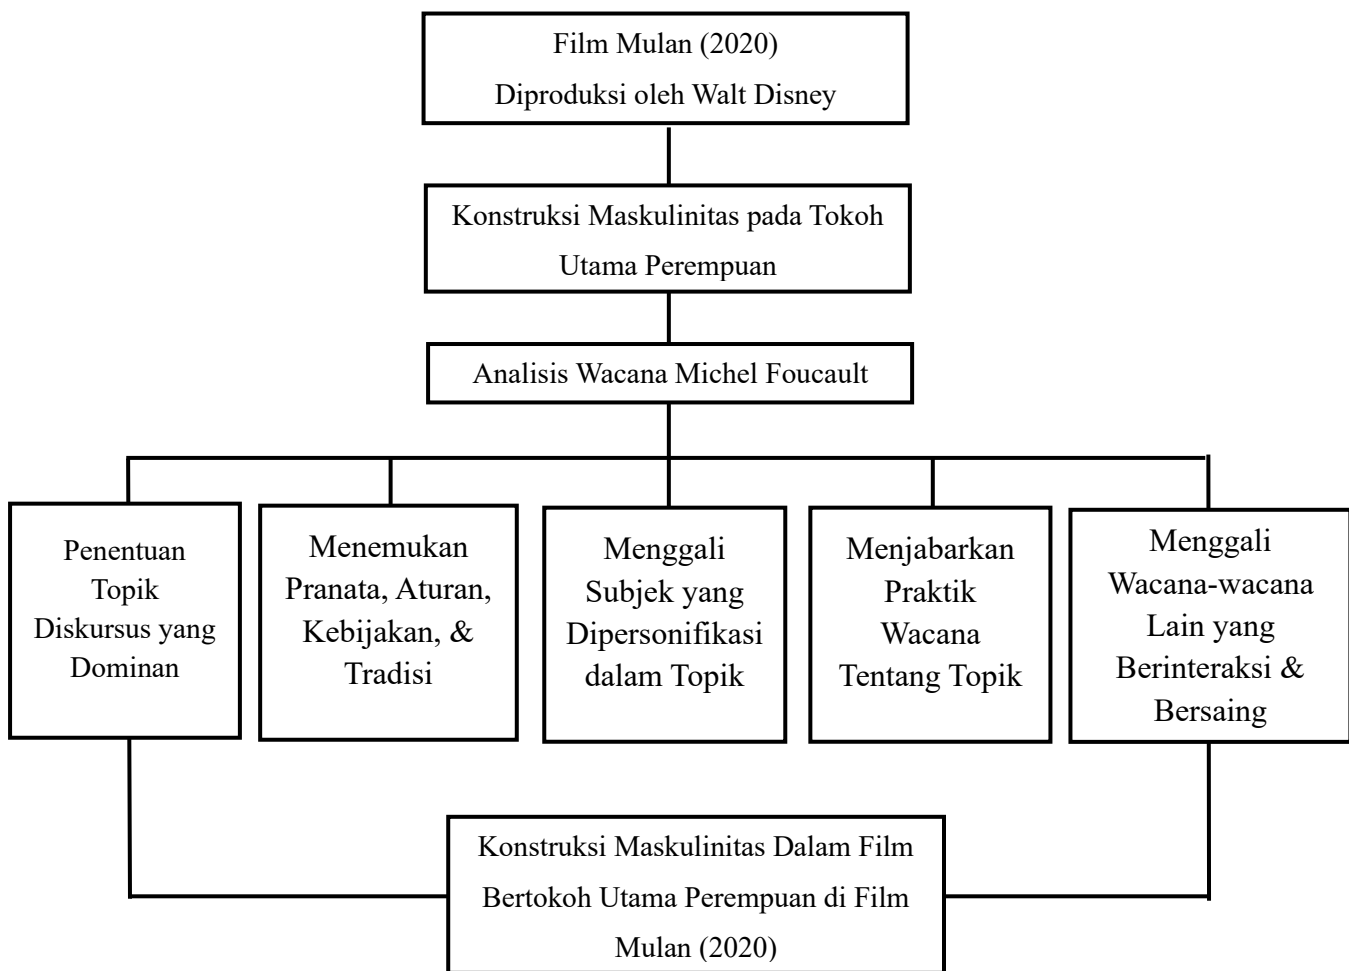 Film Mulan (2020)
Diproduksi oleh Walt Disney
Konstruksi Maskulinitas pada Tokoh
Utama Perempuan
Analisis Wacana Michel Foucault
Penentuan
Topik
Diskursus yang
Dominan
Menemukan
Pranata, Aturan,
Kebijakan, &
Tradisi
Menggali
Subjek yang
Dipersonifikasi
dalam Topik
Menjabarkan
Praktik
Wacana
Tentang Topik
Menggali
Wacana-wacana
Lain yang
Berinteraksi &
Bersaing
Konstruksi Maskulinitas Dalam Film
Bertokoh Utama Perempuan di Film
Mulan (2020)